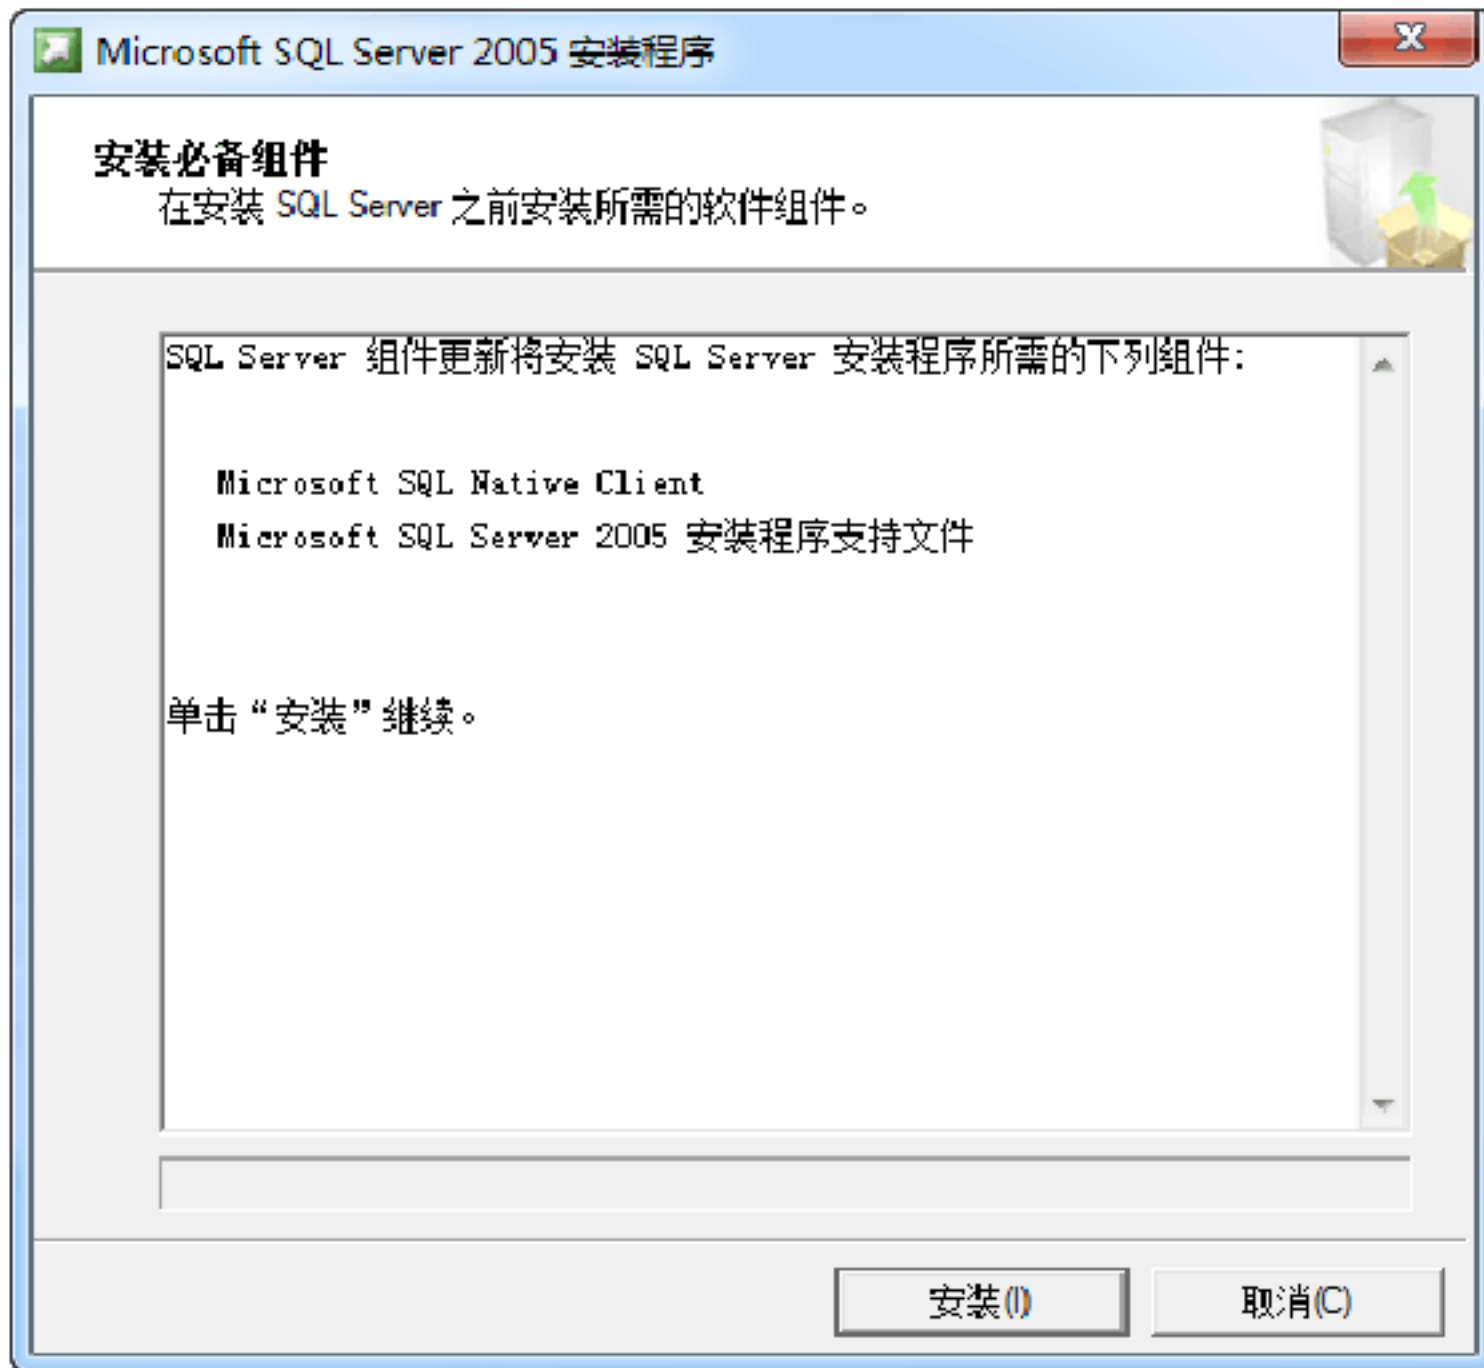 Microsoft SQL Server 2005 安装程序
安装必备组件
在安装 SQL Server 之前安装所需的软件组件。
SQL Server 组件更新将安装 SQL Server 安装程序所需的下列组件:
Microsoft SQL Native Client
Microsoft SQL Server 2005 安装程序支持文件
单击“安装”继续。
安装(I)
取消(C)